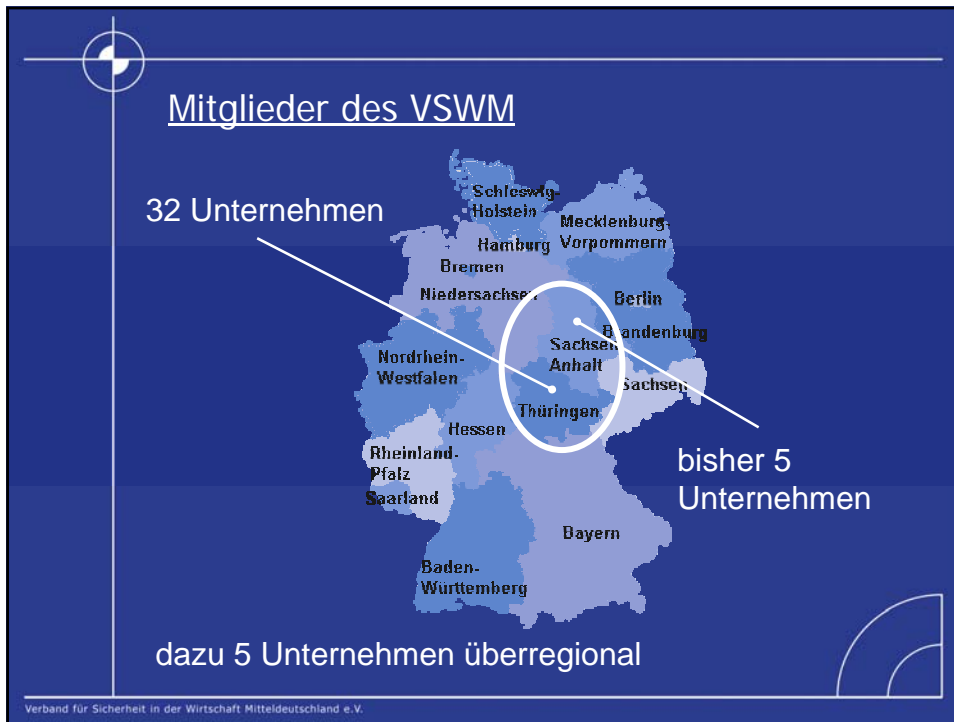 Mitglieder des VSWM
32 Unternehmen
Schleswig-
Holstein
Mecklenburg-
Vorpommern
Hamburg
Bremen
Niedersachsen
Berlin
Brandenburg
Sachsen
Anhalt
Nordrhein-
Westfalen
Sachsen
Thüringen
Hessen
Rheinland-
Pfalz
Saarland
bisher 5
Unternehmen
Bayern
Baden-
Württemberg
dazu 5 Unternehmen überregional
Verband für Sicherheit in der Wirtschaft Mitteldeutschland e.V.